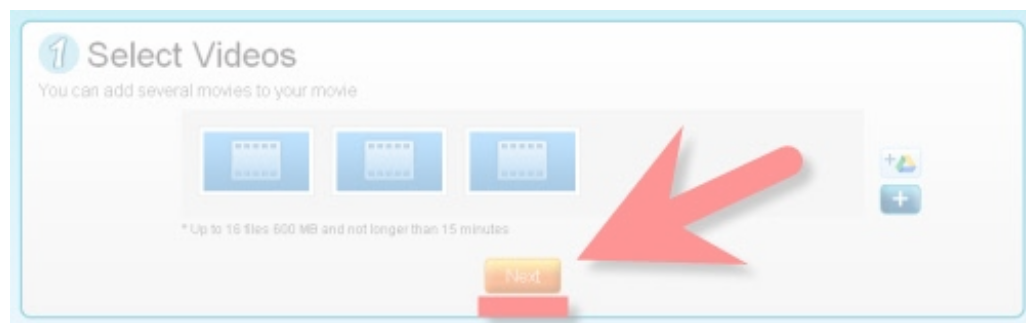 1 Select Videos
You can add several movies to your movie
* Up to 16 files 600 MB and not longer than 15 minutes
Next